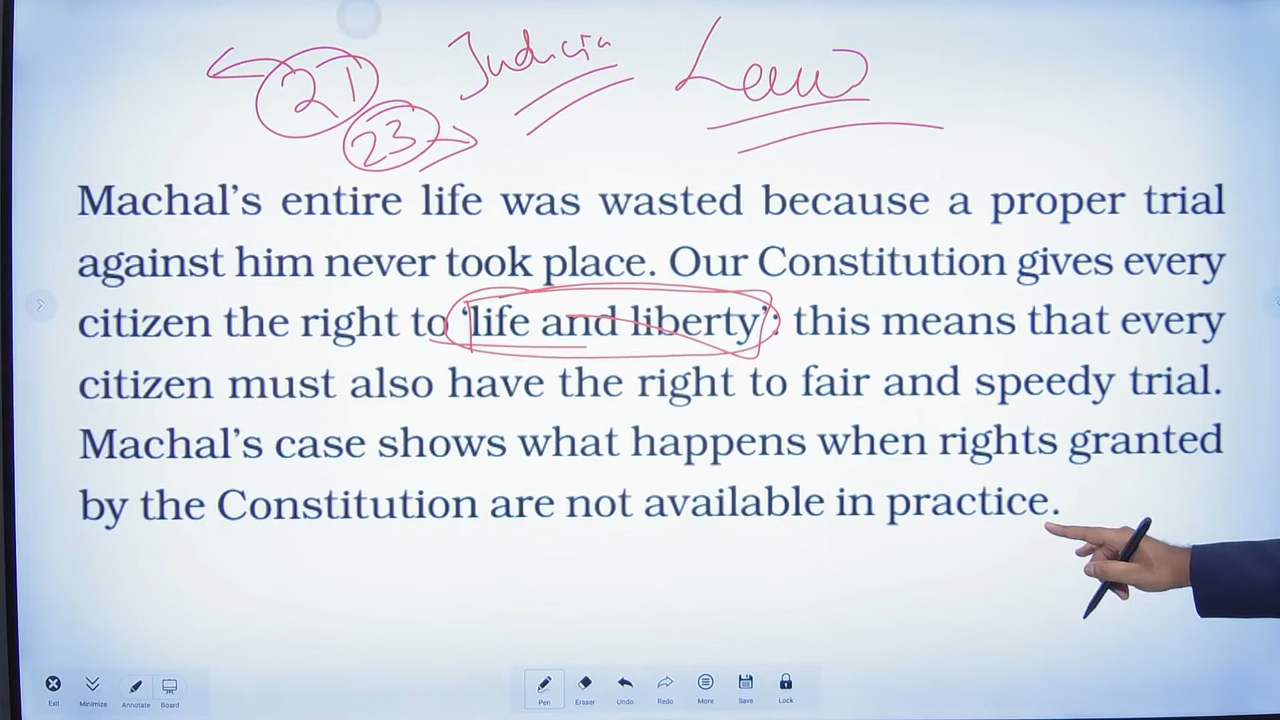 21 Judicia Law
23
Machal’s entire life was wasted because a proper trial
against him never took place. Our Constitution gives every
citizen the right to ‘life and liberty’: this means that every
citizen must also have the right to fair and speedy trial.
Machal’s case shows what happens when rights granted
by the Constitution are not available in practice.
Exit Minimize Annotate Board Pen Eraser Undo Redo More Save Lock